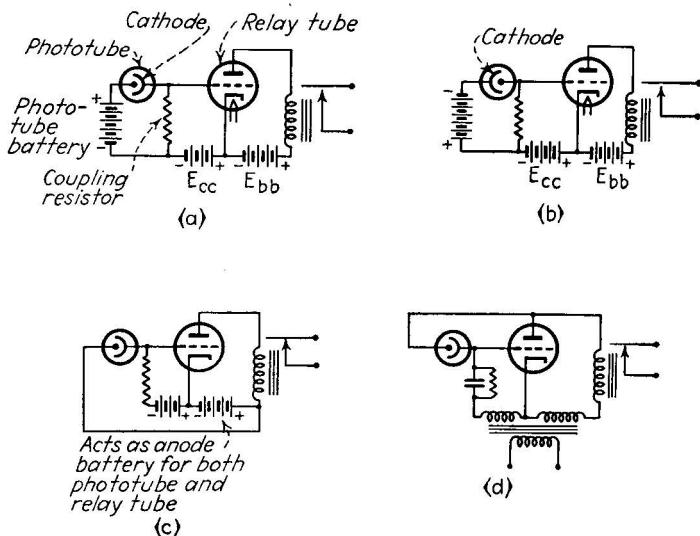 Cathode
Relay tube
Phototube
+
Photo-
tube
battery
Coupling
resistor
- +
- +
Ecc
Ebb
(a)
Cathode
-
+
- +
- +
Ecc
Ebb
(b)
- + - +
Acts as anode
battery for both
phototube and
relay tube
(c)
(d)